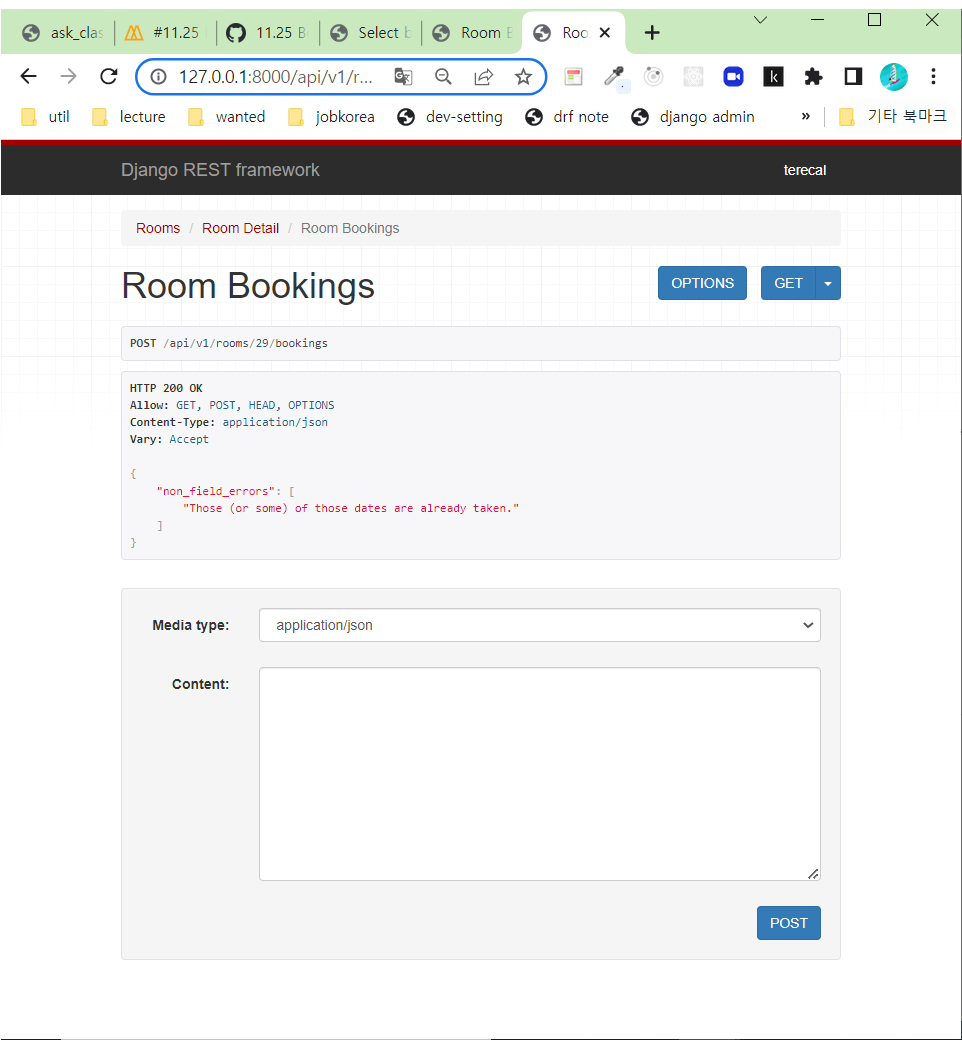 ask_clas #11.25 11.25 B Select b Room B Roo
127.0.0.1:8000/api/v1/r...
util lecture wanted jobkorea dev-setting drf note django admin » 기타 북마크
Django REST framework terecal
Rooms / Room Detail / Room Bookings
Room Bookings OPTIONS GET
POST /api/v1/rooms/29/bookings
HTTP 200 OK
Allow: GET, POST, HEAD, OPTIONS
Content-Type: application/json
Vary: Accept
{
"non_field_errors": [
"Those (or some) of those dates are already taken."
]
}
Media type: application/json
Content:
POST